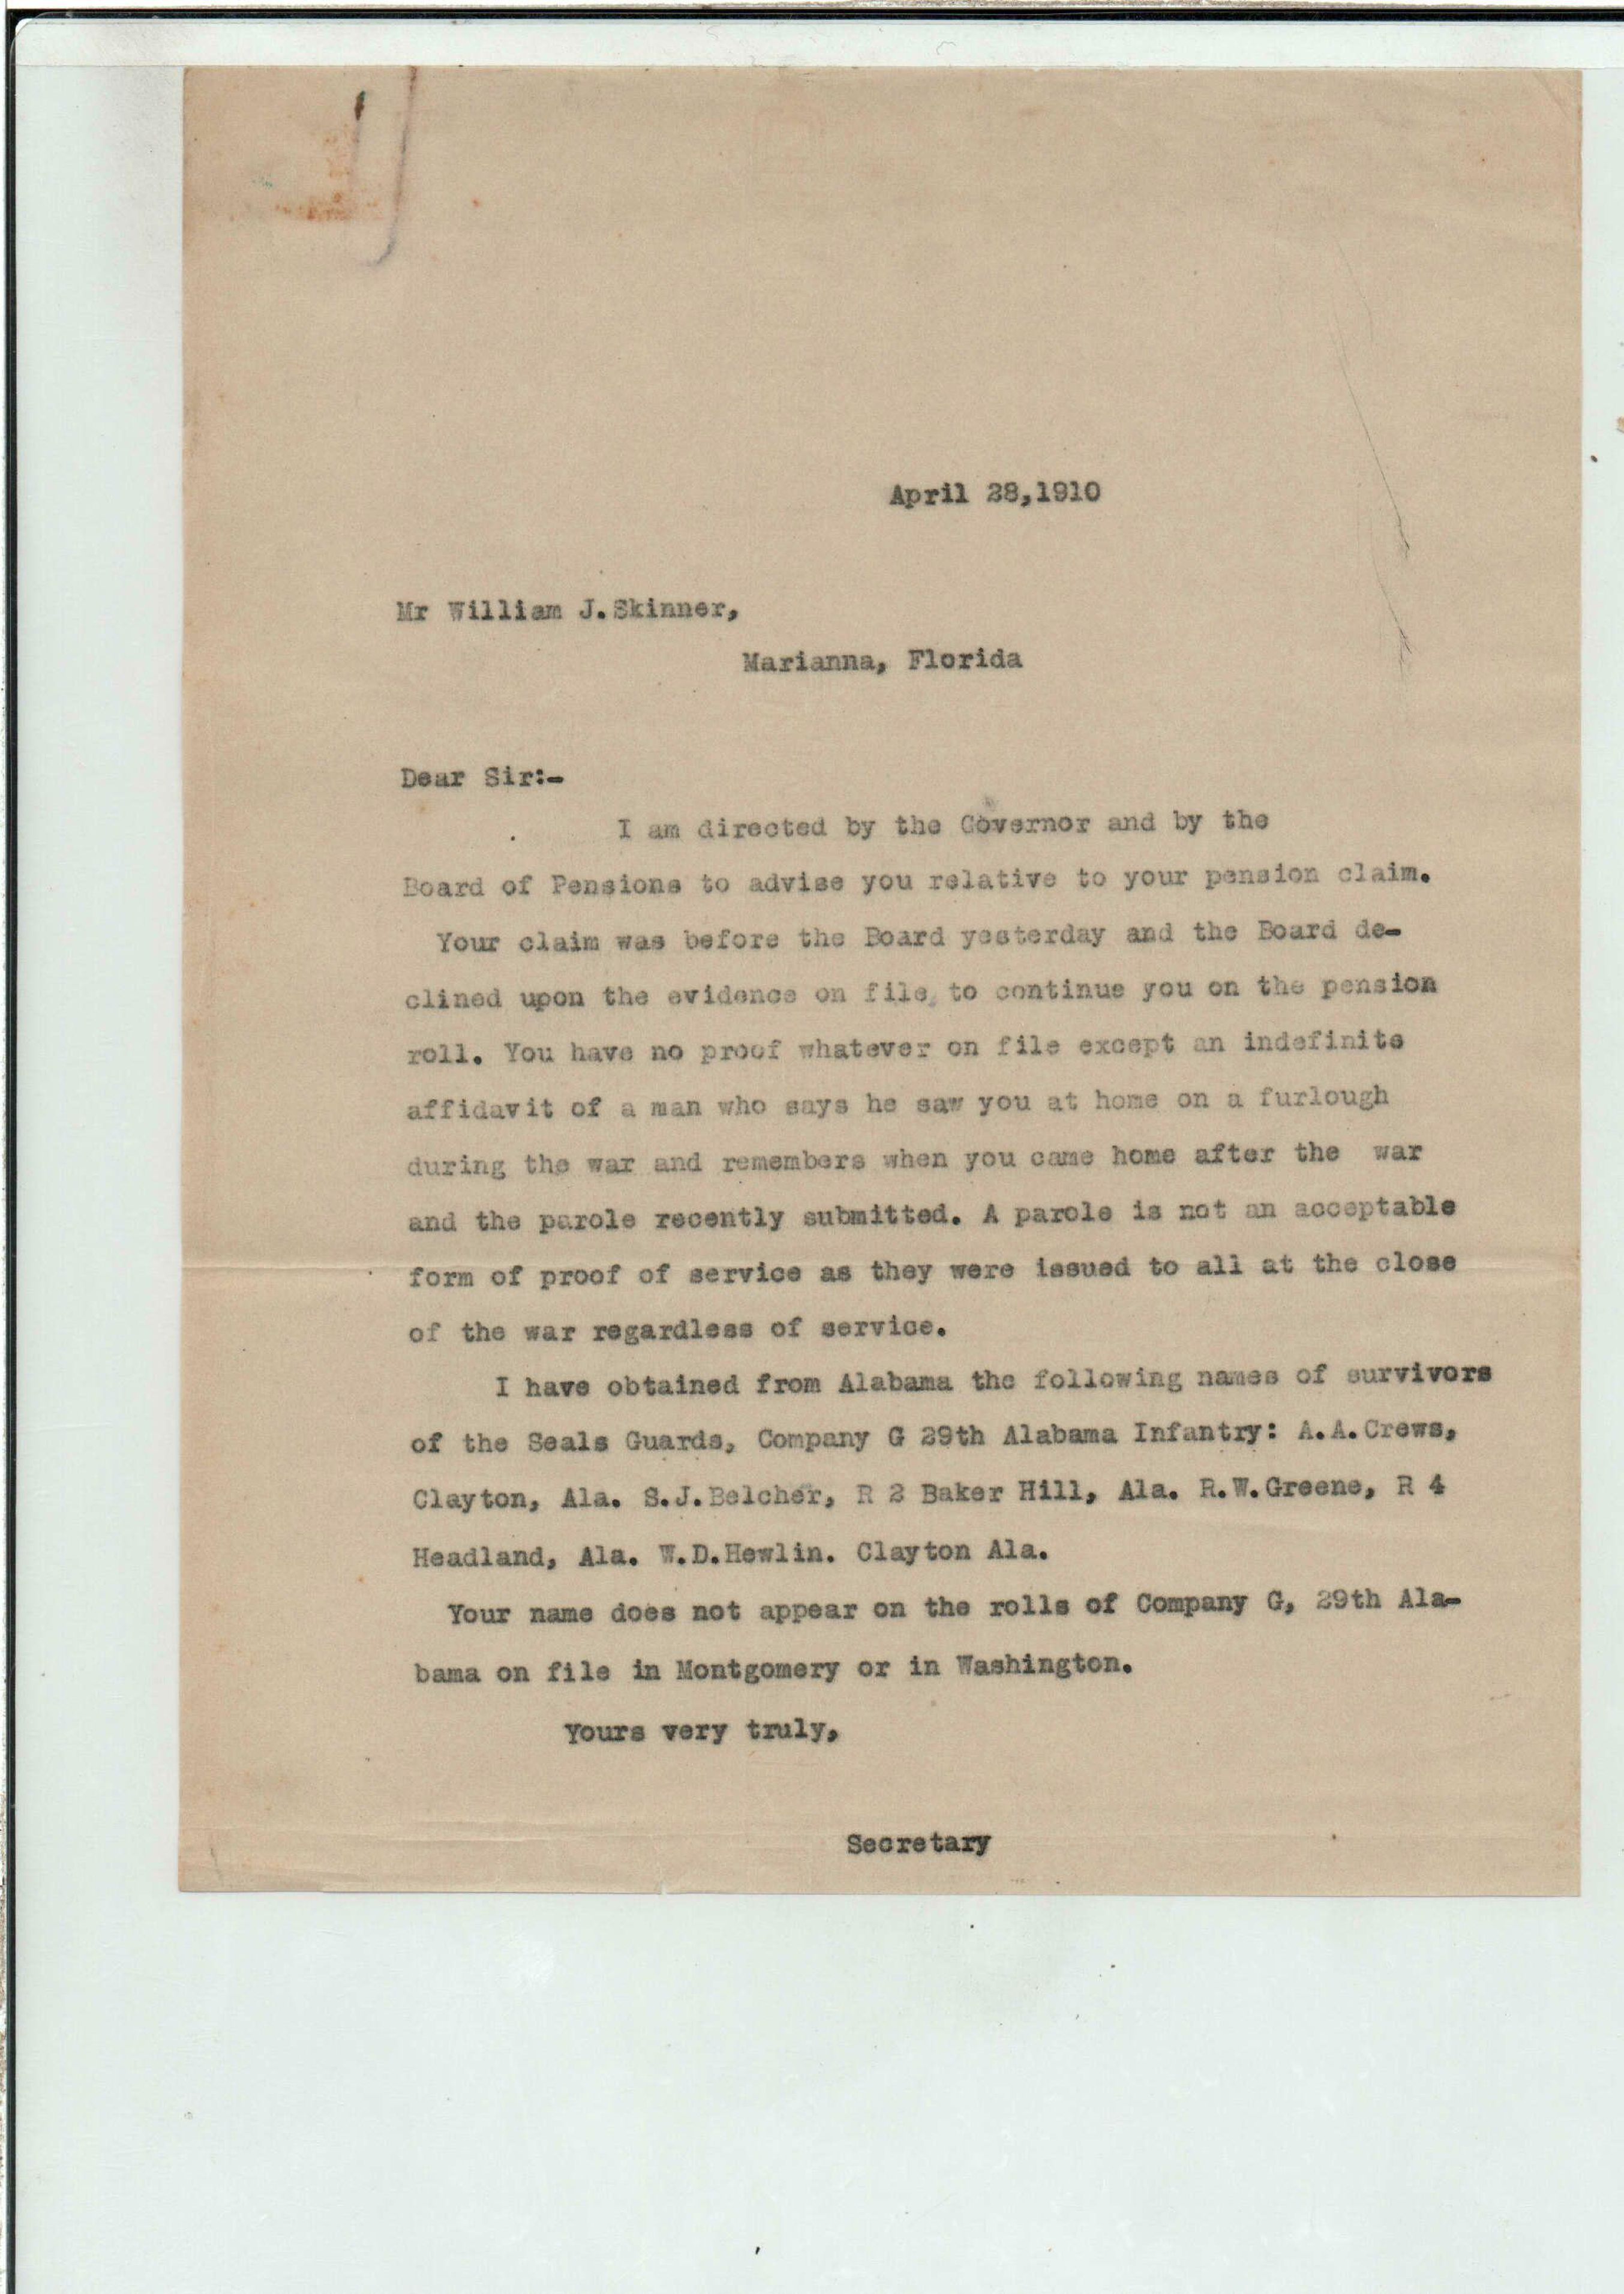 April 28,1910
Mr William J.Skinner,
Marianna, Florida
Dear Sir:-
I am directed by the Governor and by the
Board of Pensions to advise you relative to your pension claim.
Your claim was before the Board yesterday and the Board de-
clined upon the evidence on file, to continue you on the pension
roll. You have no proof whatever on file except an indefinite
affidavit of a man who says he saw you at home on a furlough
during the war and remembers when you came home after the war
and the parole recently submitted. A parole is not an acceptable
form of proof of service as they were issued to all at the close
of the war regardless of service.
I have obtained from Alabama the following names of survivors
of the Seals Guards, Company G 29th Alabama Infantry: A.A.Crews,
Clayton, Ala. S.J.Belcher, R 2 Baker Hill, Ala. R.W.Greene, R 4
Headland, Ala. W.D.Hewlin. Clayton Ala.
Your name does not appear on the rolls of Company G, 29th Ala-
bama on file in Montgomery or in Washington.
Yours very truly,
Secretary